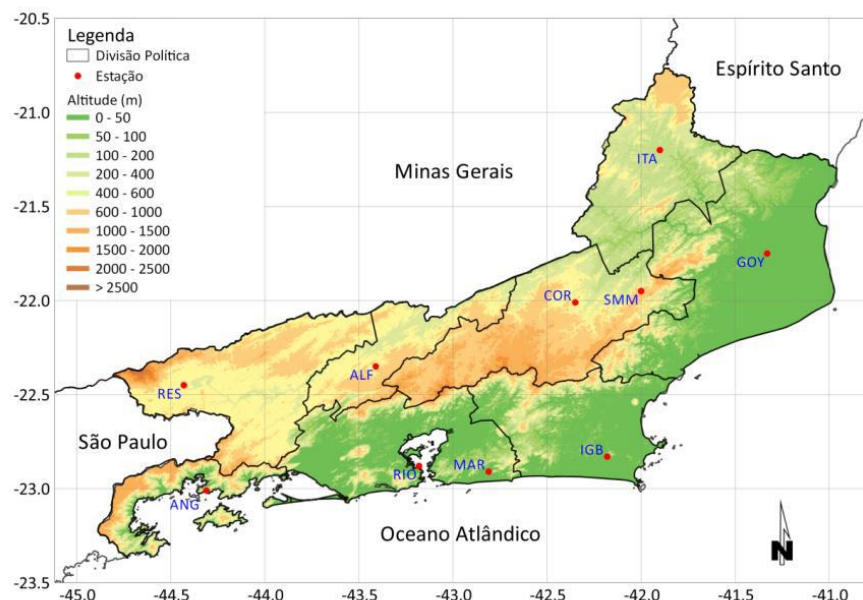 -20.5
-21.0
-21.5
-22.0
-22.5
-23.0
-23.5
Legenda
Divisão Política
Estação
Altitude (m)
0 - 50
50 - 100
100 - 200
200 - 400
400 - 600
600 - 1000
1000 - 1500
1500 - 2000
2000 - 2500
> 2500
Espírito Santo
Minas Gerais
ITA
GOY
COR
SMM
ALF
RES
São Paulo
IGB
MAR
RIO
ANG
Oceano Atlândico
N
-45.0 -44.5 -44.0 -43.5 -43.0 -42.5 -42.0 -41.5 -41.0